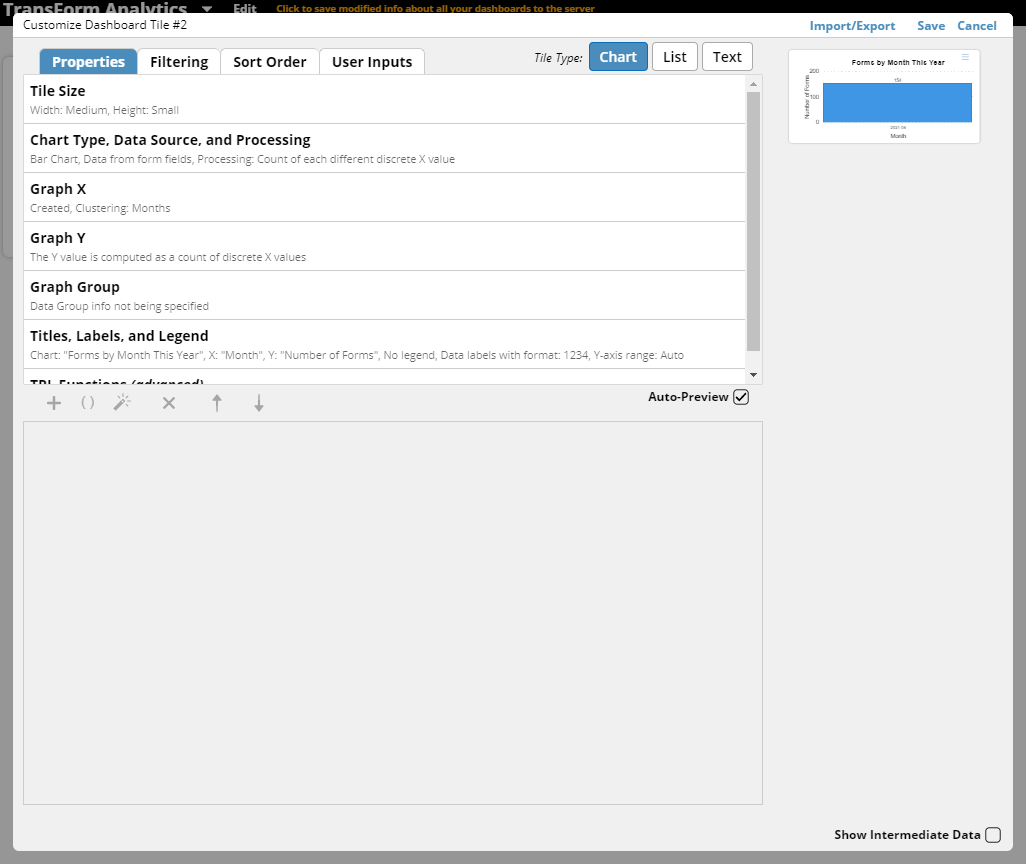 TransForm Analytics Edit Click to save modified info about all your dashboards to the server
Customize Dashboard Tile #2
Import/Export Save Cancel
Properties Filtering Sort Order User Inputs
Tile Type: Chart List Text
Tile Size
Width: Medium, Height: Small
Chart Type, Data Source, and Processing
Bar Chart, Data from form fields, Processing: Count of each different discrete X value
Graph X
Created, Clustering: Months
Graph Y
The Y value is computed as a count of discrete X values
Graph Group
Data Group info not being specified
Titles, Labels, and Legend
Chart: "Forms by Month This Year", X: "Month", Y: "Number of Forms", No legend, Data labels with format: 1234, Y-axis range: Auto
TBL Functions (advanced)
Auto-Preview
Forms by Month This Year
Number of Forms
200
100
0
Month
Show Intermediate Data